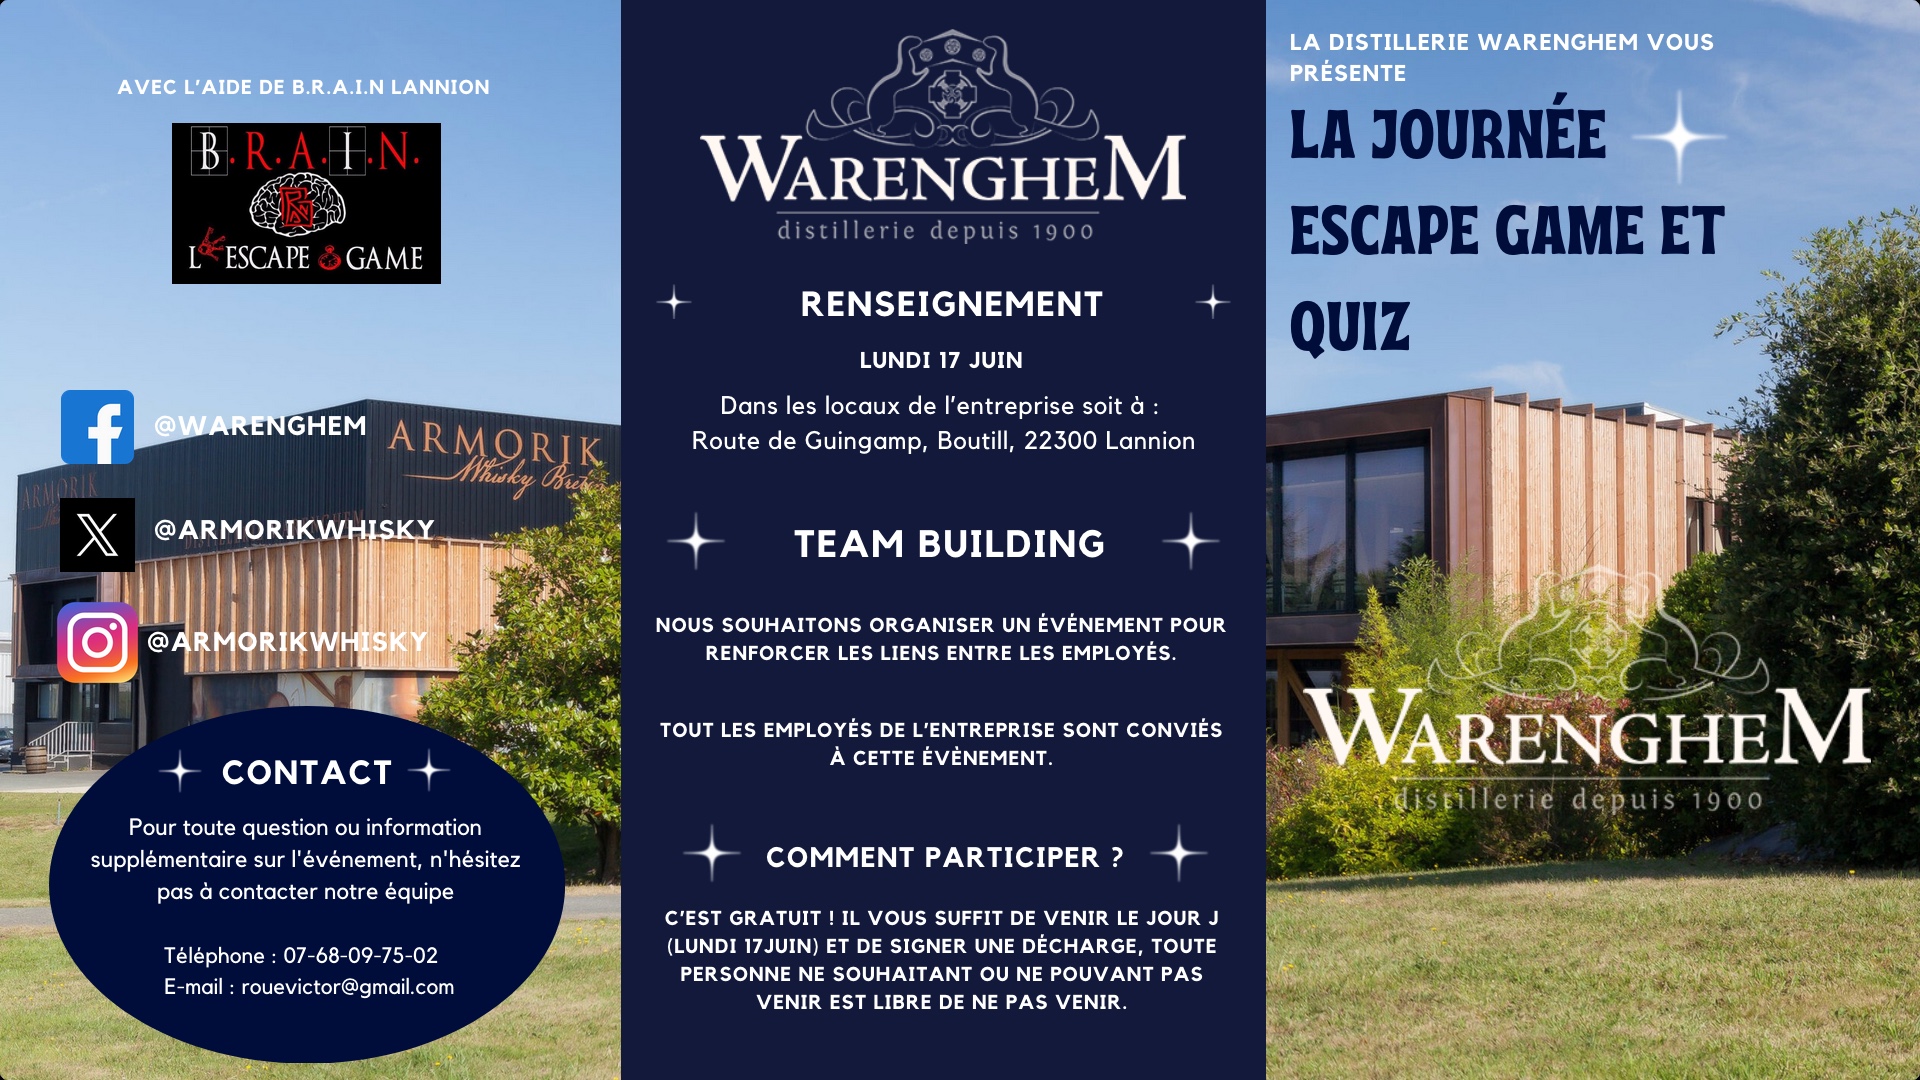 AVEC L’AIDE DE B.R.A.I.N LANNION
B.R.A.I.N.
L'ESCAPE GAME
@WARENGHEM
@ARMORIKWHISKY
@ARMORIKWHISKY
ARMORIK
Whisky Breton
ARMORIK
CONTACT
Pour toute question ou information
supplémentaire sur l'événement, n'hésitez
pas à contacter notre équipe
Téléphone : 07-68-09-75-02
E-mail : rouevictor@gmail.com
WARENGHEM
distillerie depuis 1900
RENSEIGNEMENT
LUNDI 17 JUIN
Dans les locaux de l’entreprise soit à :
Route de Guingamp, Boutill, 22300 Lannion
TEAM BUILDING
NOUS SOUHAITONS ORGANISER UN ÉVÉNEMENT POUR
RENFORCER LES LIENS ENTRE LES EMPLOYÉS.
TOUT LES EMPLOYÉS DE L’ENTREPRISE SONT CONVIÉS
À CETTE ÉVÈNEMENT.
COMMENT PARTICIPER ?
C’EST GRATUIT ! IL VOUS SUFFIT DE VENIR LE JOUR J
(LUNDI 17JUIN) ET DE SIGNER UNE DÉCHARGE, TOUTE
PERSONNE NE SOUHAITANT OU NE POUVANT PAS
VENIR EST LIBRE DE NE PAS VENIR.
LA DISTILLERIE WARENGHEM VOUS
PRÉSENTE
LA JOURNÉE
ESCAPE GAME ET
QUIZ
WARENGHEM
distillerie depuis 1900